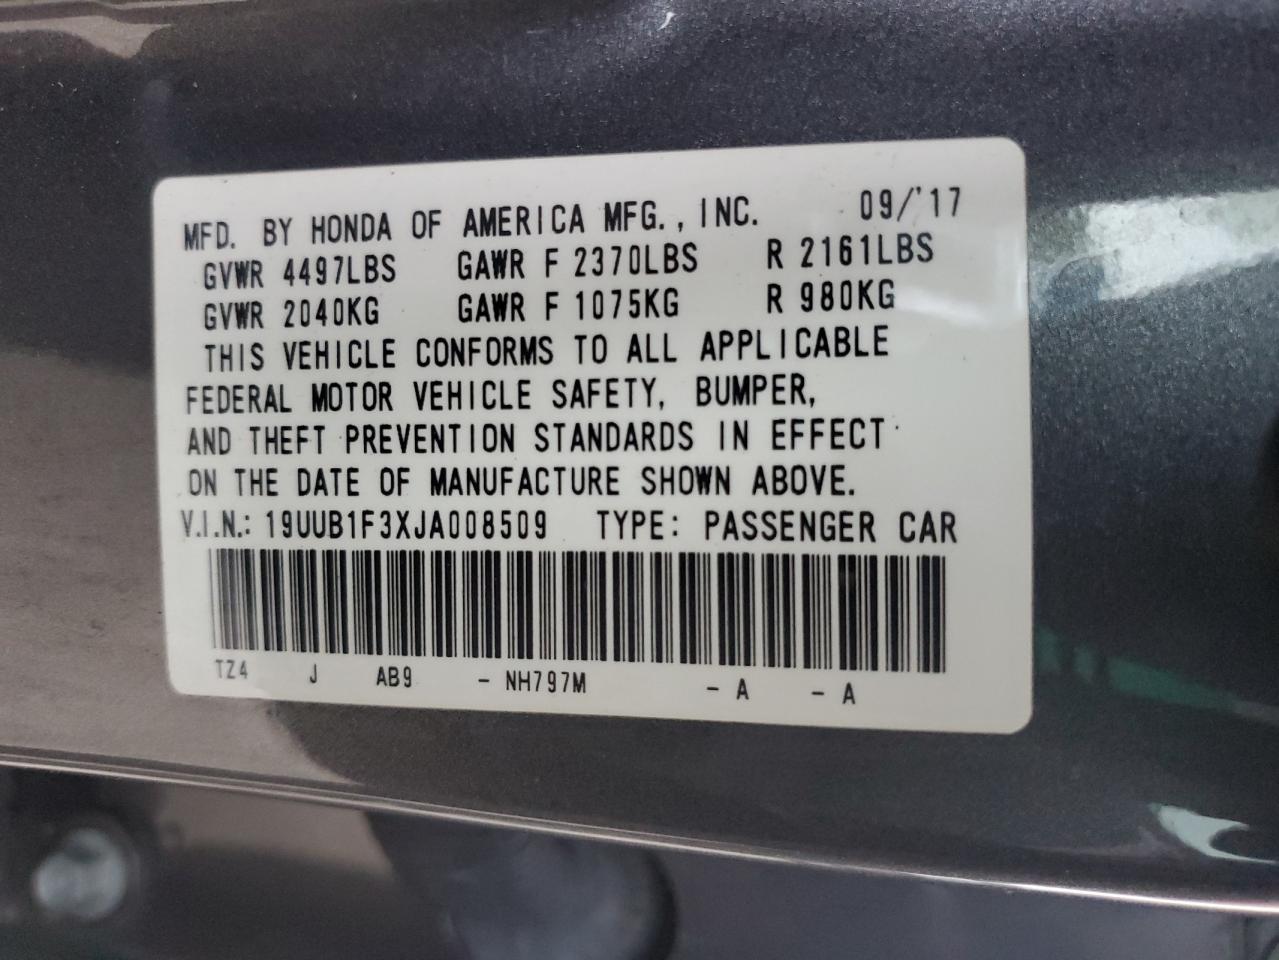 MFD. BY HONDA OF AMERICA MFG., INC. 09/'17
GVWR 4497LBS GAWR F 2370LBS R 2161LBS
GVWR 2040KG GAWR F 1075KG R 980KG
THIS VEHICLE CONFORMS TO ALL APPLICABLE
FEDERAL MOTOR VEHICLE SAFETY, BUMPER,
AND THEFT PREVENTION STANDARDS IN EFFECT
ON THE DATE OF MANUFACTURE SHOWN ABOVE.
V.I.N.: 19UUB1F3XJA008509 TYPE: PASSENGER CAR
TZ4 J AB9 - NH797M - A - A